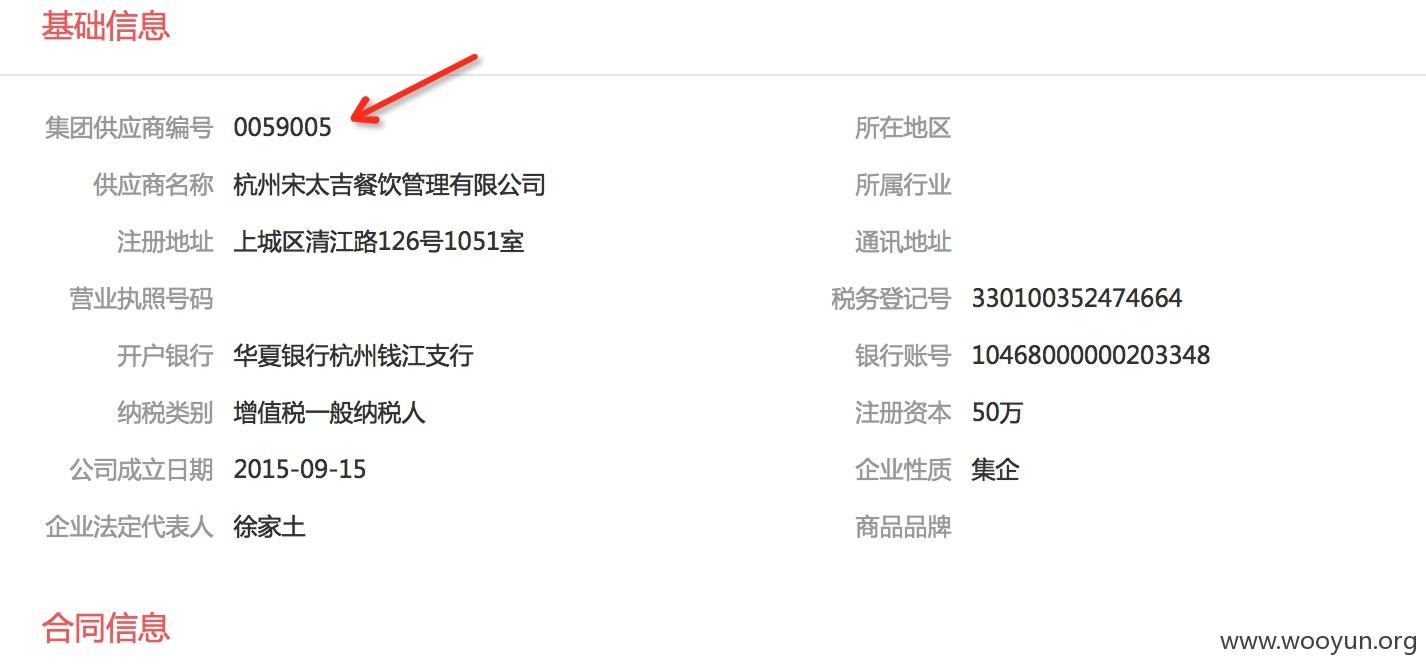 基础信息
集团供应商编号 0059005 所在地区
供应商名称 杭州宋太吉餐饮管理有限公司 所属行业
注册地址 上城区清江路126号1051室 通讯地址
营业执照号码 税务登记号 330100352474664
开户银行 华夏银行杭州钱江支行 银行账号 10468000000203348
纳税类别 增值税一般纳税人 注册资本 50万
公司成立日期 2015-09-15 企业性质 集企
企业法定代表人 徐家土 商品品牌
合同信息
www.wooyun.org